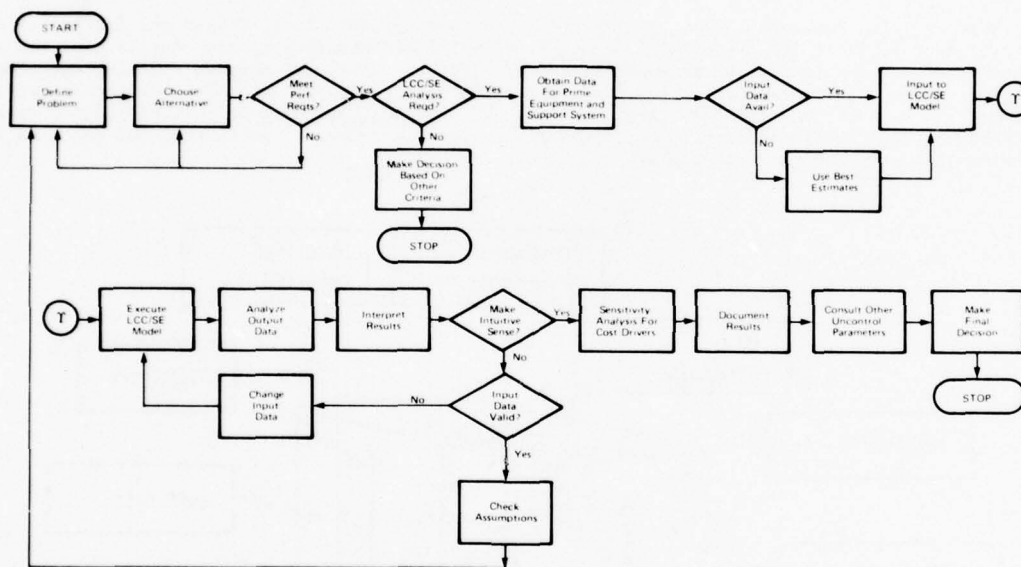 START
Define
Problem
Choose
Alternative
Meet
Perf
Reqts?
Yes
No
LCC/SE
Analysis
Reqd?
Yes
No
Make Decision
Based On
Other
Criteria
STOP
Obtain Data
For Prime
Equipment and
Support System
Input
Data
Avail?
Yes
No
Use Best
Estimates
Input to
LCC/SE
Model
ϒ
ϒ
Execute
LCC/SE
Model
Analyze
Output
Data
Interpret
Results
Make
Intuitive
Sense?
Yes
No
Sensitivity
Analysis For
Cost Drivers
Document
Results
Consult Other
Uncontrol
Parameters
Make
Final
Decision
STOP
Change
Input
Data
No
Input
Data
Valid?
Yes
Check
Assumptions